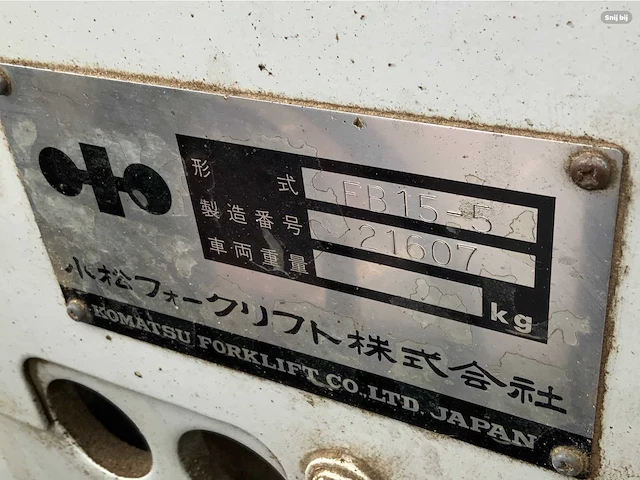 Snij bij
形式 FB15-5
製造番号 21607
車両重量 kg
小松フォークリフト株式会社
KOMATSU FORKLIFT CO.,LTD. JAPAN